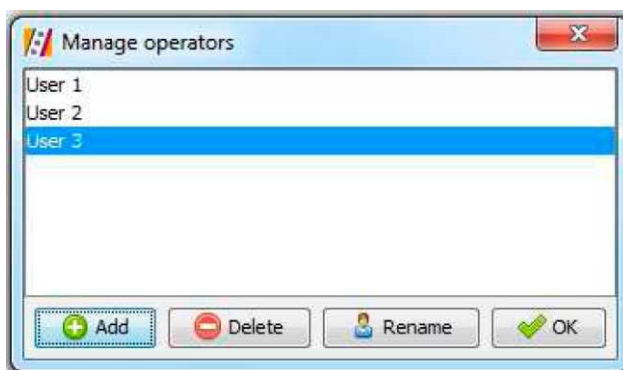 Manage operators
User 1
User 2
User 3
Add Delete Rename OK